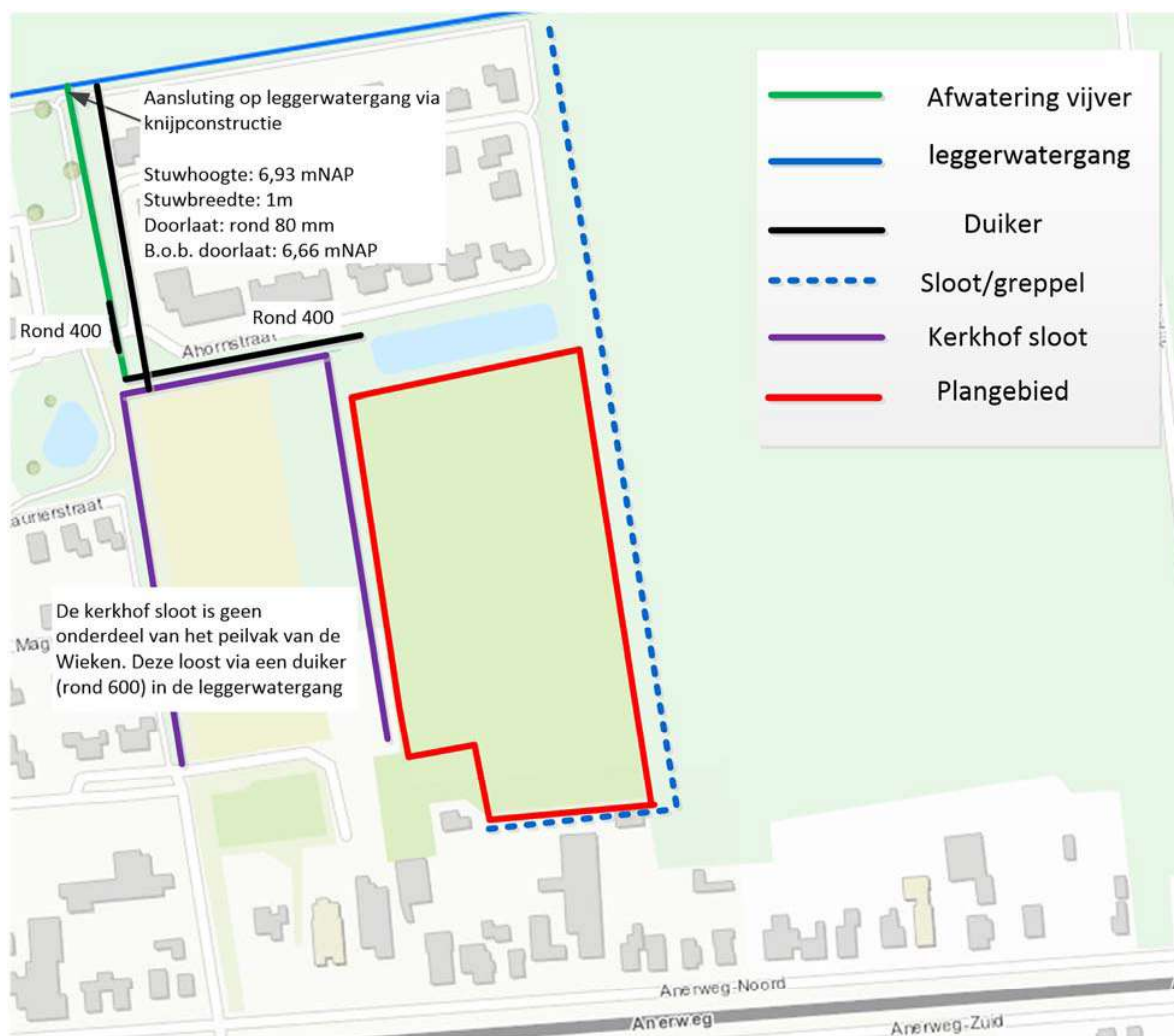 Aansluting op leggerwatergang via
knijpconstructie
Stuwhoogte: 6,93 mNAP
Stuwbreedte: 1m
Doorlaat: rond 80 mm
B.o.b. doorlaat: 6,66 mNAP
Afwatering vijver
leggerwatergang
Duiker
Sloot/greppel
Kerkhof sloot
Plangebied
Rond 400
Rond 400
Ahornstraat
aurierstraat
De kerkhof sloot is geen
onderdeel van het peilvak van de
Wieken. Deze loost via een duiker
(rond 600) in de leggerwatergang
Mag
Anerweg-Noord
Anerweg
Anerweg-Zuid